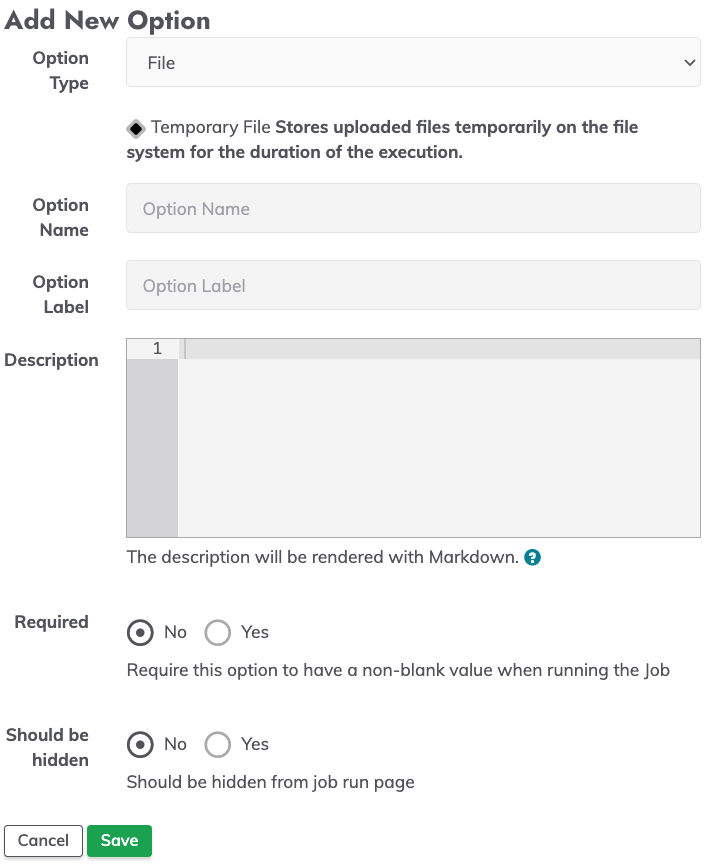 Add New Option
Option
Type
File
Temporary File Stores uploaded files temporarily on the file
system for the duration of the execution.
Option
Name
Option Name
Option
Label
Option Label
Description
1
The description will be rendered with Markdown. ?
Required
No
Yes
Require this option to have a non-blank value when running the Job
Should be
hidden
No
Yes
Should be hidden from job run page
Cancel
Save